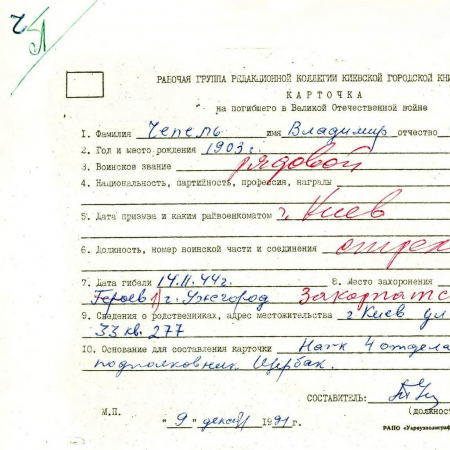 РАБОЧАЯ ГРУППА РЕДАКЦИОННОЙ КОЛЛЕГИИ КИЕВСКОЙ ГОРОДСКОЙ КНИ
КАРТОЧКА
на погибшего в Великой Отечественной войне
1. Фамилия Чепель имя Владимир отчество
2. Год и место рождения 1903 г.
3. Воинское звание рядовой
4. Национальность, партийность, профессия, награды
5. Дата призыва и каким райвоенкоматом г. Киев
6. Должность, номер воинской части и соединения стрел
7. Дата гибели 14.11.44г. 8. Место захоронения
Героев г. Ужгород Закарпатс
9. Сведения о родственниках, адрес местожительства г Киев ул
33 кв. 277
10. Основание для составления карточки Нач-к 4 отдела
подполковник Щербак.
СОСТАВИТЕЛЬ:
(должнос
М.П. "9" декабр 1991г.
РАПО «Укрвузполиграф